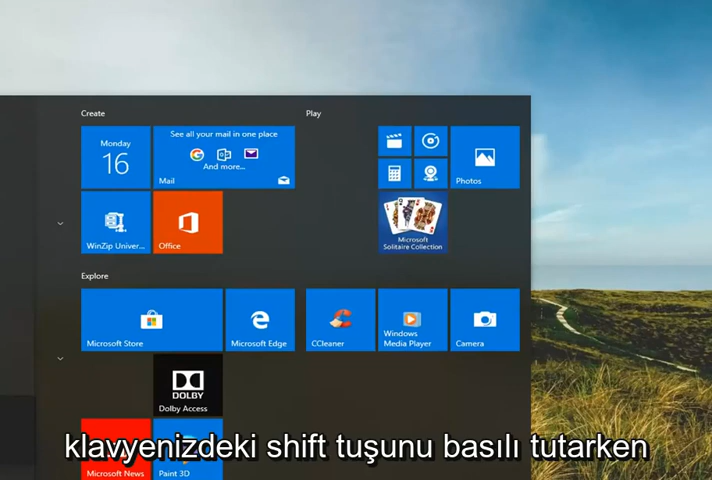 Create
Play
Monday
16
See all your mail in one place
And more...
Mail
Photos
WinZip Univer...
Office
Microsoft
Solitaire Collection
Explore
Microsoft Store
Microsoft Edge
CCleaner
Windows
Media Player
Camera
DOLBY
Dolby Access
klavyenizdeki shift tuşunu basılı tutarken
Microsoft News
Paint 3D